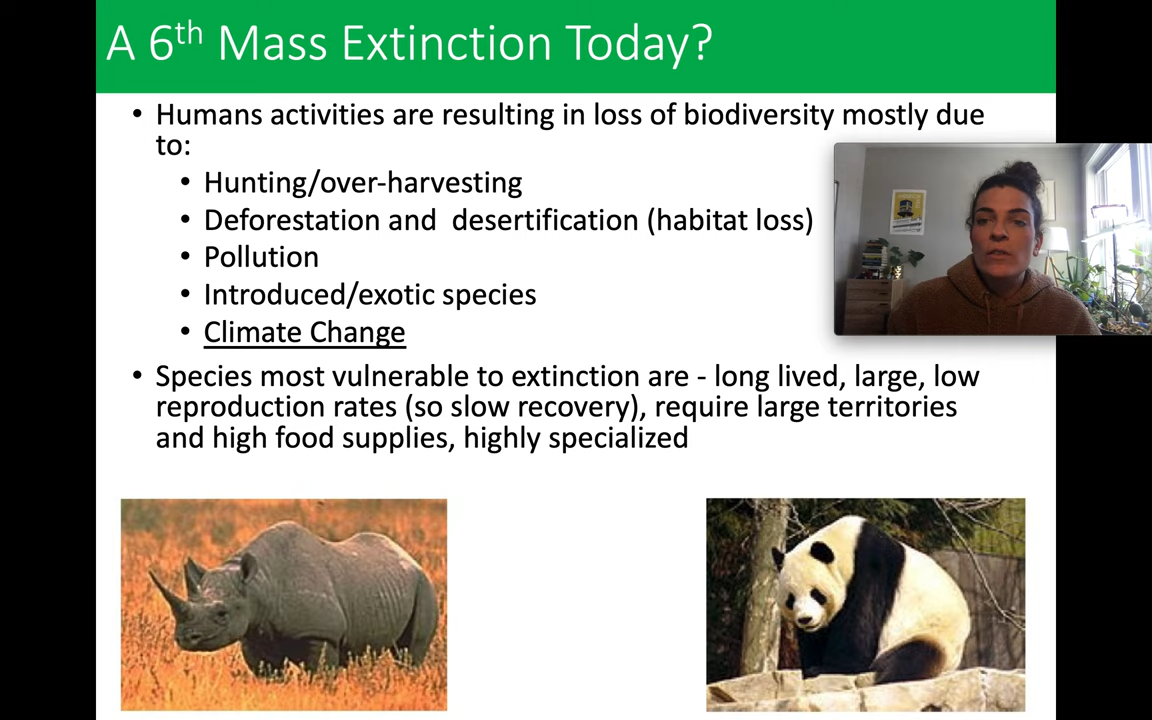 A 6th Mass Extinction Today?
• Humans activities are resulting in loss of biodiversity mostly due
to:
• Hunting/over-harvesting
• Deforestation and  desertification (habitat loss)
• Pollution
• Introduced/exotic species
• Climate Change
• Species most vulnerable to extinction are - long lived, large, low
reproduction rates (so slow recovery), require large territories
and high food supplies, highly specialized